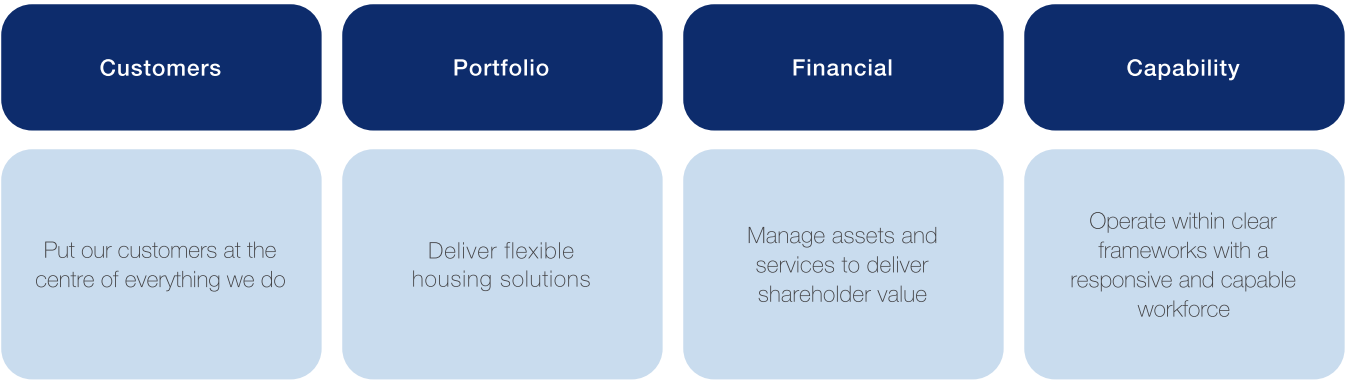 Customers
Portfolio
Financial
Capability
Put our customers at the
centre of everything we do
Deliver flexible
housing solutions
Manage assets and
services to deliver
shareholder value
Operate within clear
frameworks with a
responsive and capable
workforce